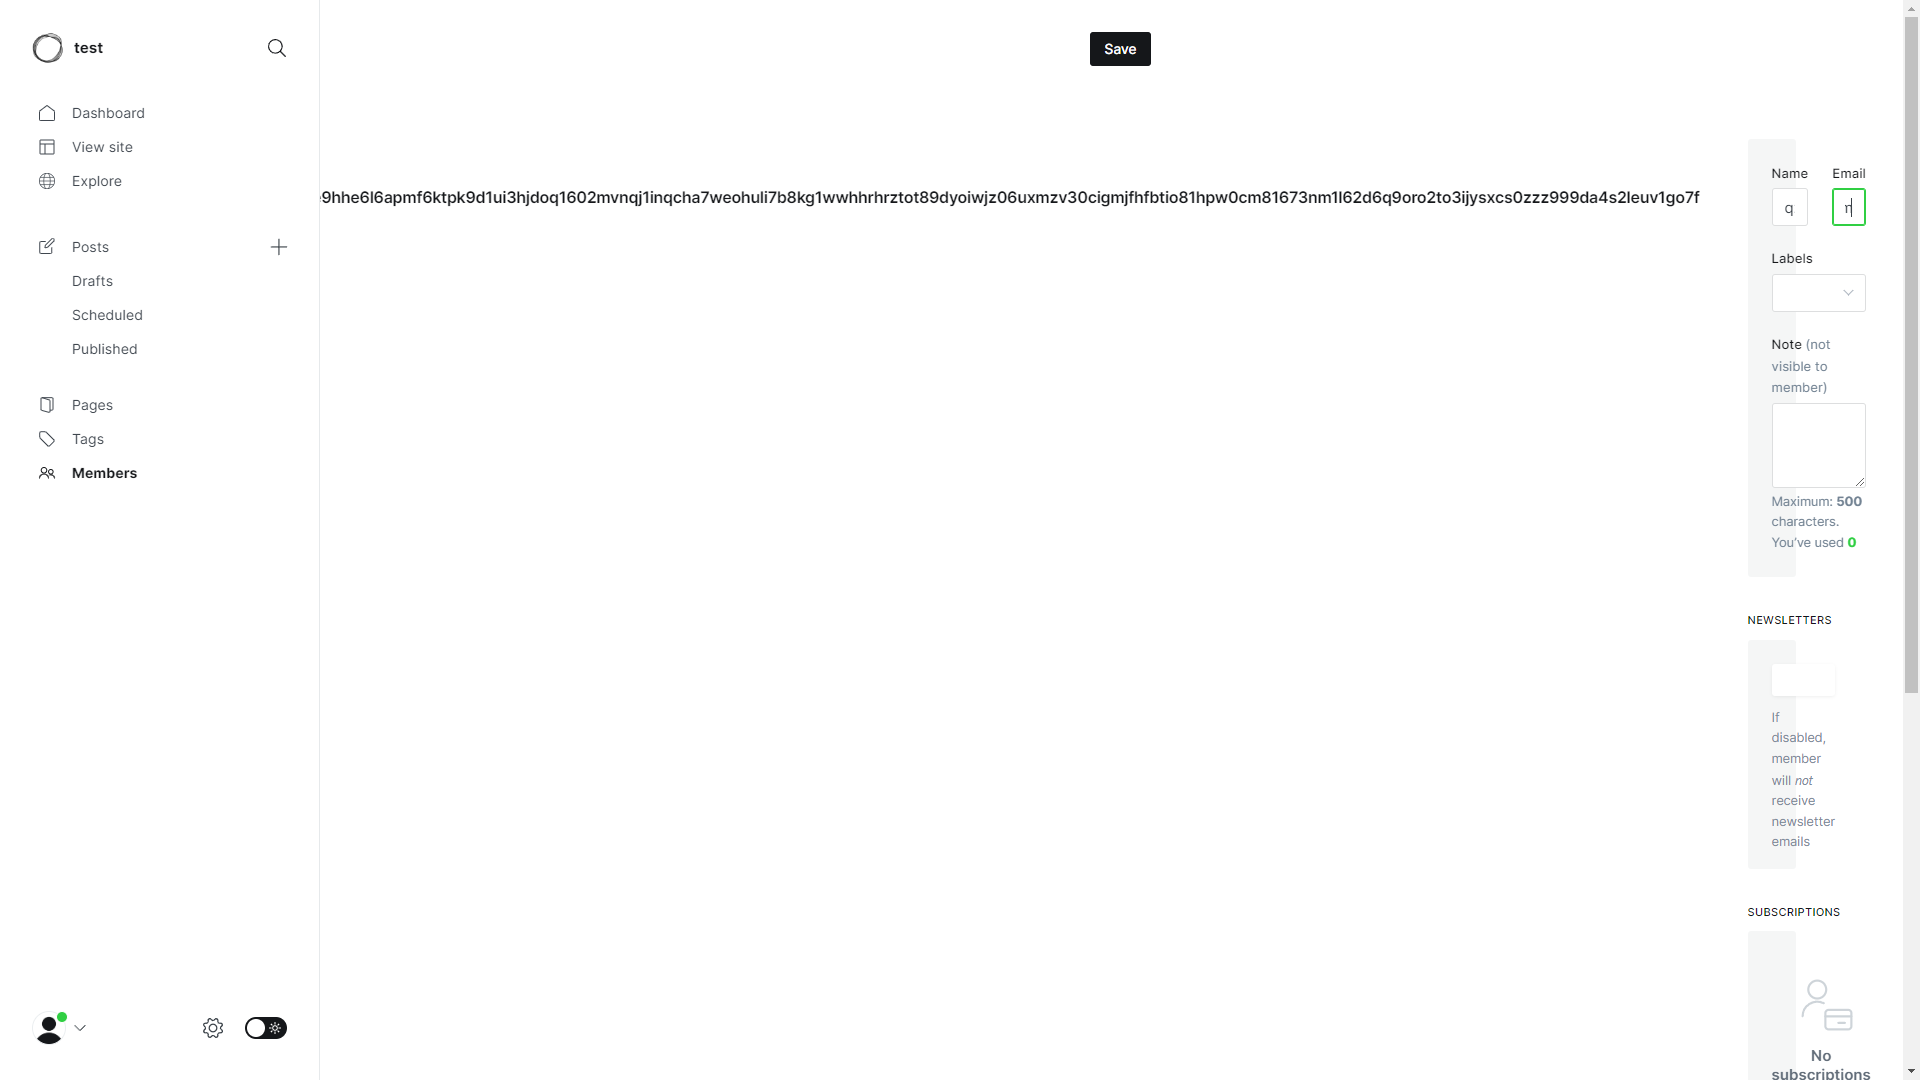 test
Save
Dashboard
View site
Explore
Posts
Drafts
Scheduled
Published
Pages
Tags
Members
9hhe6l6apmf6ktpk9d1ui3hjdoq1602mvnqj1inqcha7weohuli7b8kg1wwhhrhrztot89dyoiwjz06uxmzv30cigmjfhfbtio81hpw0cm81673nm1l62d6q9oro2to3ijysxcs0zzz999da4s2leuv1go7f
Name
Email
q
Labels
Note (not
visible to
member)
Maximum: 500
characters.
You've used 0
NEWSLETTERS
If
disabled,
member
will not
receive
newsletter
emails
SUBSCRIPTIONS
No
subscriptions